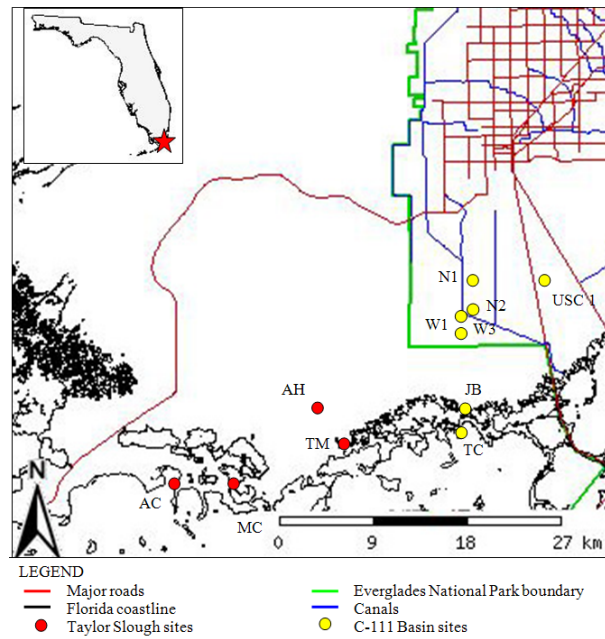 N1
USC 1
N2
W1
W3
AH
JB
TM
TC
N
AC
MC
0 9 18 27 km
LEGEND
Major roads
Everglades National Park boundary
Florida coastline
Canals
Taylor Slough sites
C-111 Basin sites